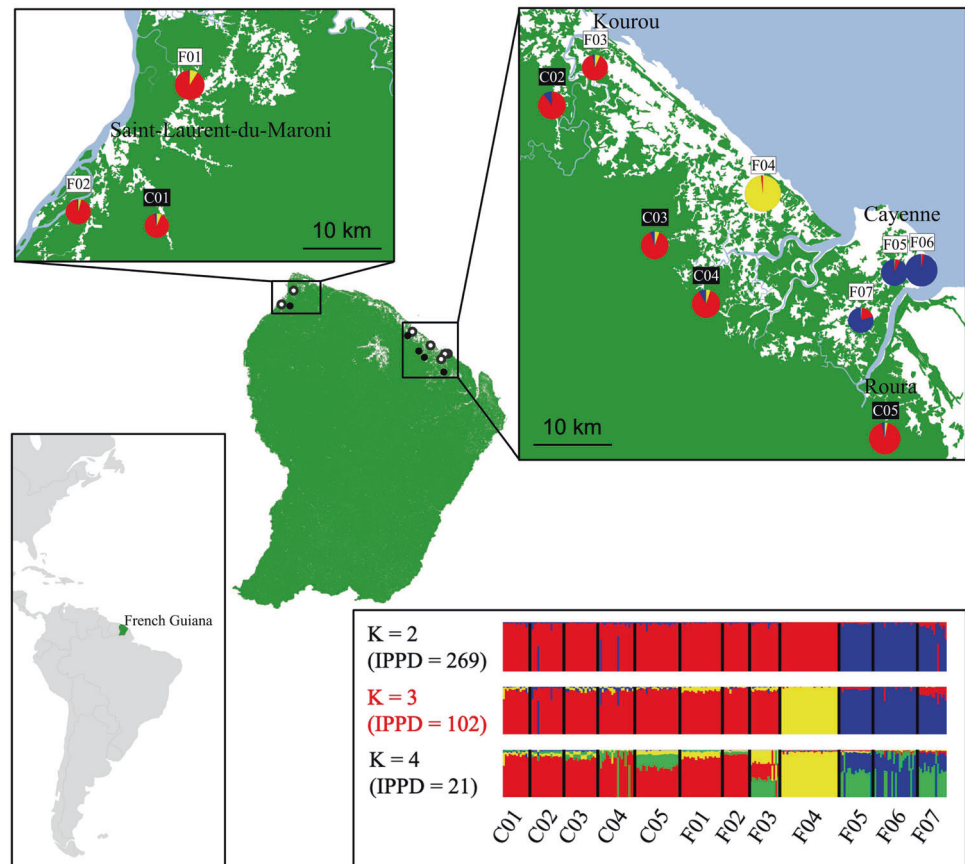 F01
Saint-Laurent-du-Maroni
F02
C01
10 km
Kourou
F03
C02
F04
C03
Cayenne
F05
F06
C04
F07
Roura
C05
10 km
French Guiana
K = 2
(IPPD = 269)
K = 3
(IPPD = 102)
K = 4
(IPPD = 21)
C01 C02 C03 C04 C05 F01 F02 F03 F04 F05 F06 F07